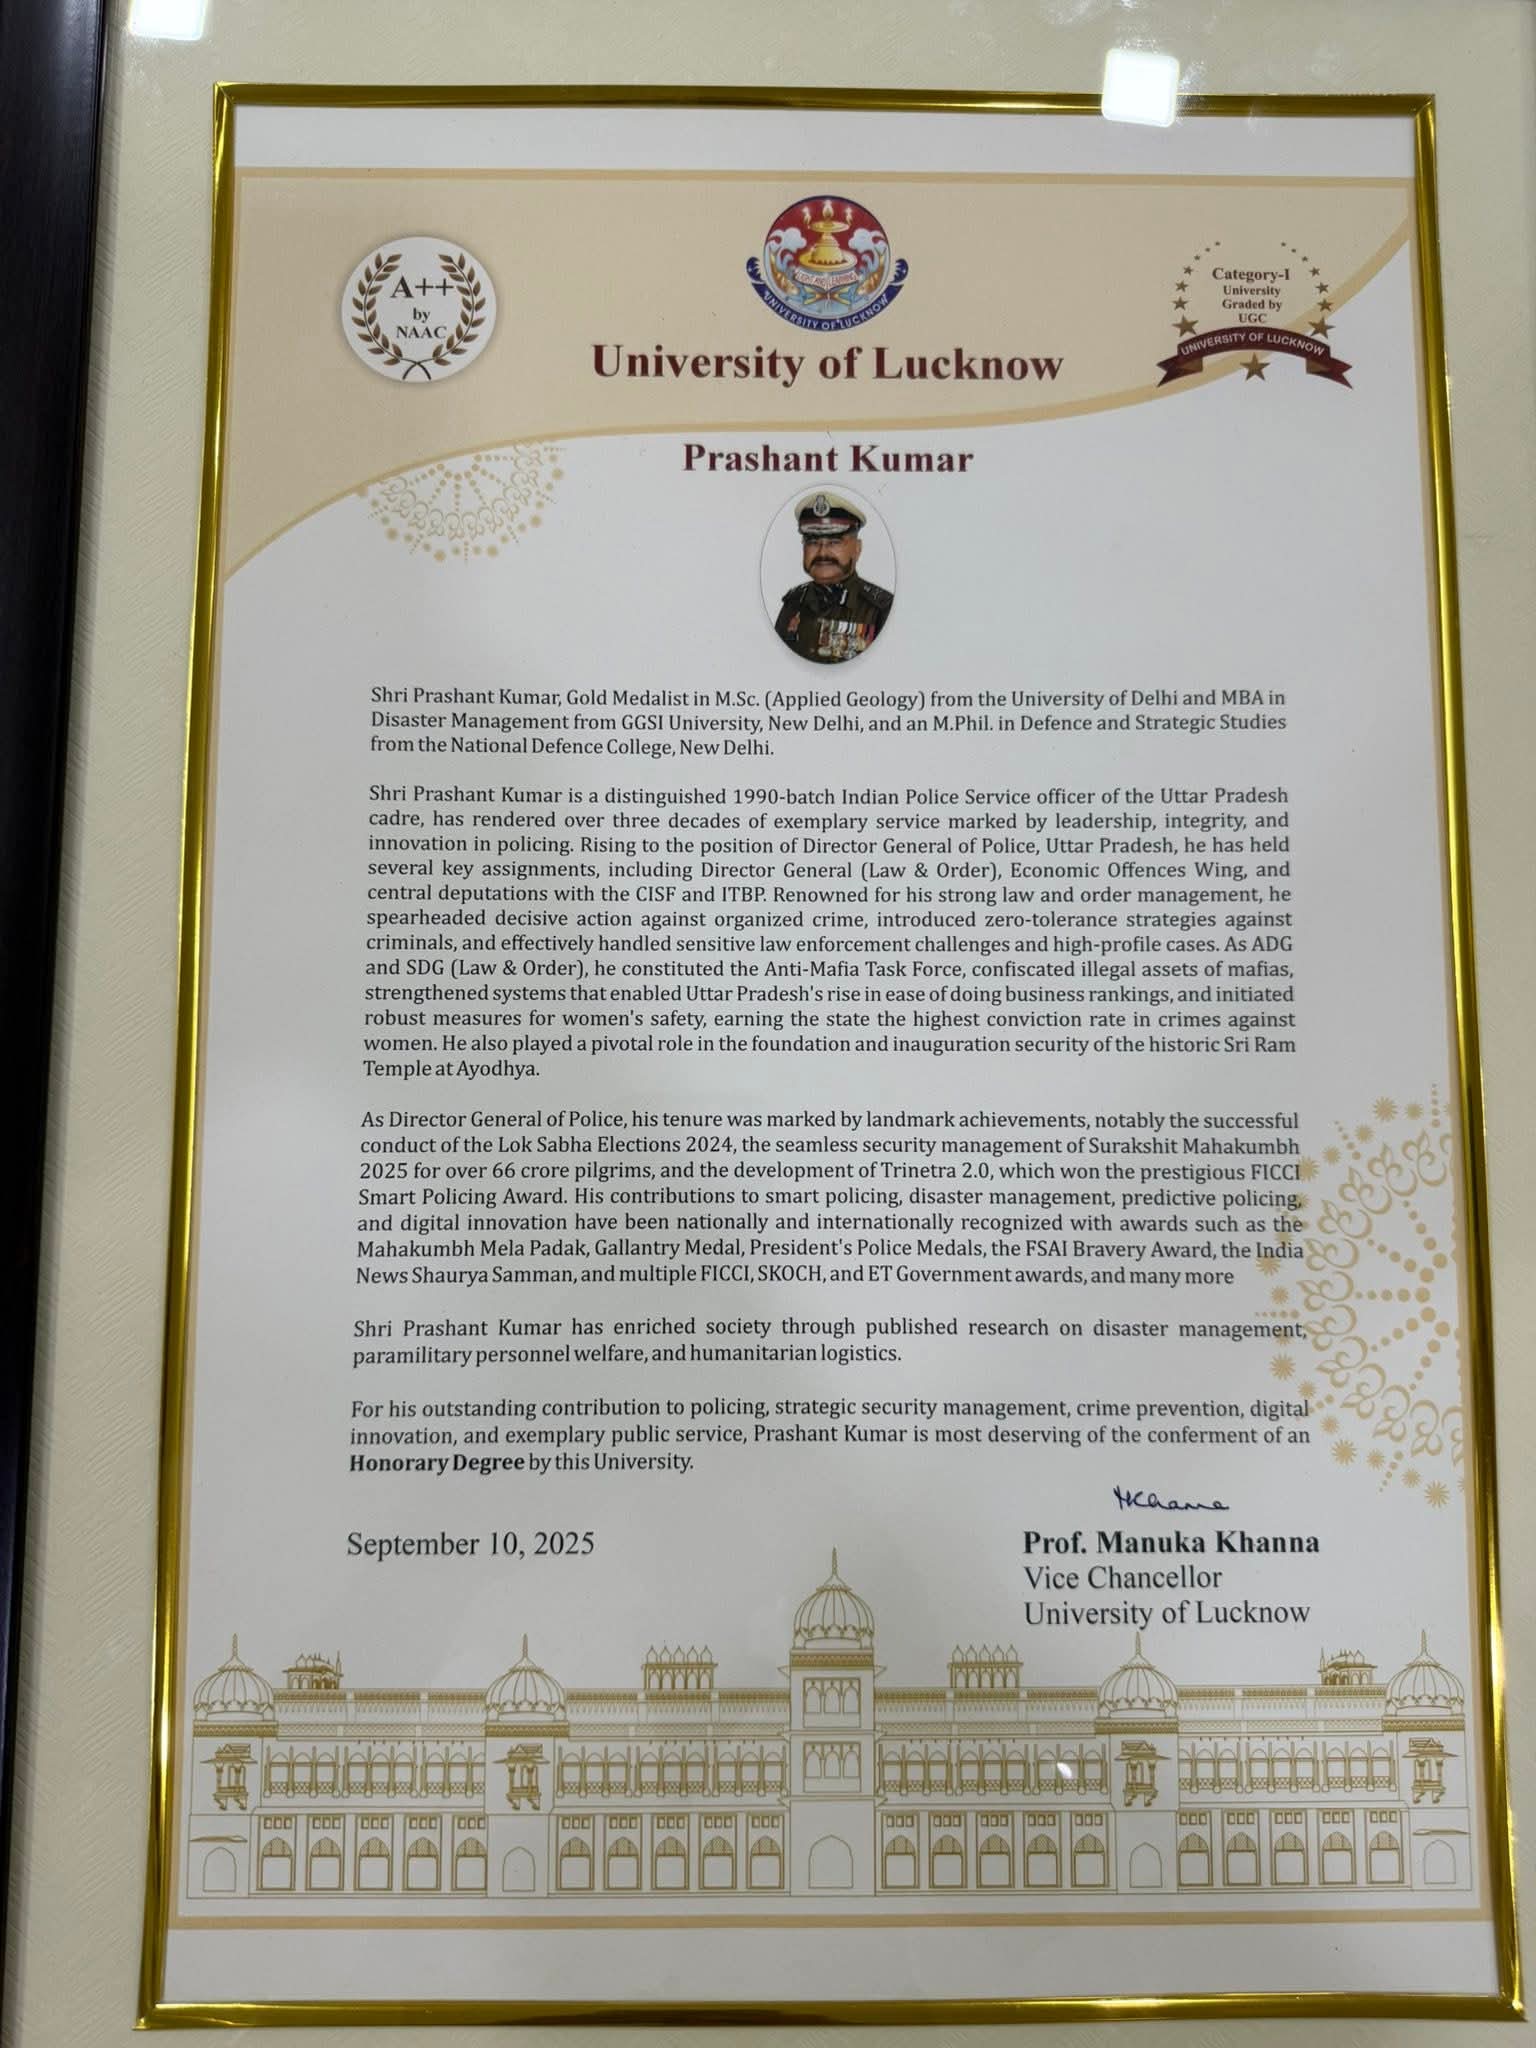 A++
by
NAAC
LIGHT AND LEARNING
UNIVERSITY OF LUCKNOW
Category-I
University
Graded by
UGC
UNIVERSITY OF LUCKNOW
University of Lucknow
Prashant Kumar
Shri Prashant Kumar, Gold Medalist in M.Sc. (Applied Geology) from the University of Delhi and MBA in
Disaster Management from GGSI University, New Delhi, and an M.Phil. in Defence and Strategic Studies
from the National Defence College, New Delhi.
Shri Prashant Kumar is a distinguished 1990-batch Indian Police Service officer of the Uttar Pradesh
cadre, has rendered over three decades of exemplary service marked by leadership, integrity, and
innovation in policing. Rising to the position of Director General of Police, Uttar Pradesh, he has held
several key assignments, including Director General (Law & Order), Economic Offences Wing, and
central deputations with the CISF and ITBP. Renowned for his strong law and order management, he
spearheaded decisive action against organized crime, introduced zero-tolerance strategies against
criminals, and effectively handled sensitive law enforcement challenges and high-profile cases. As ADG
and SDG (Law & Order), he constituted the Anti-Mafia Task Force, confiscated illegal assets of mafias,
strengthened systems that enabled Uttar Pradesh's rise in ease of doing business rankings, and initiated
robust measures for women's safety, earning the state the highest conviction rate in crimes against
women. He also played a pivotal role in the foundation and inauguration security of the historic Sri Ram
Temple at Ayodhya.
As Director General of Police, his tenure was marked by landmark achievements, notably the successful
conduct of the Lok Sabha Elections 2024, the seamless security management of Surakshit Mahakumbh
2025 for over 66 crore pilgrims, and the development of Trinetra 2.0, which won the prestigious FICCI
Smart Policing Award. His contributions to smart policing, disaster management, predictive policing,
and digital innovation have been nationally and internationally recognized with awards such as the
Mahakumbh Mela Padak, Gallantry Medal, President's Police Medals, the FSAI Bravery Award, the India
News Shaurya Samman, and multiple FICCI, SKOCH, and ET Government awards, and many more
Shri Prashant Kumar has enriched society through published research on disaster management,
paramilitary personnel welfare, and humanitarian logistics.
For his outstanding contribution to policing, strategic security management, crime prevention, digital
innovation, and exemplary public service, Prashant Kumar is most deserving of the conferment of an
Honorary Degree by this University.
September 10, 2025
MKhanna
Prof. Manuka Khanna
Vice Chancellor
University of Lucknow